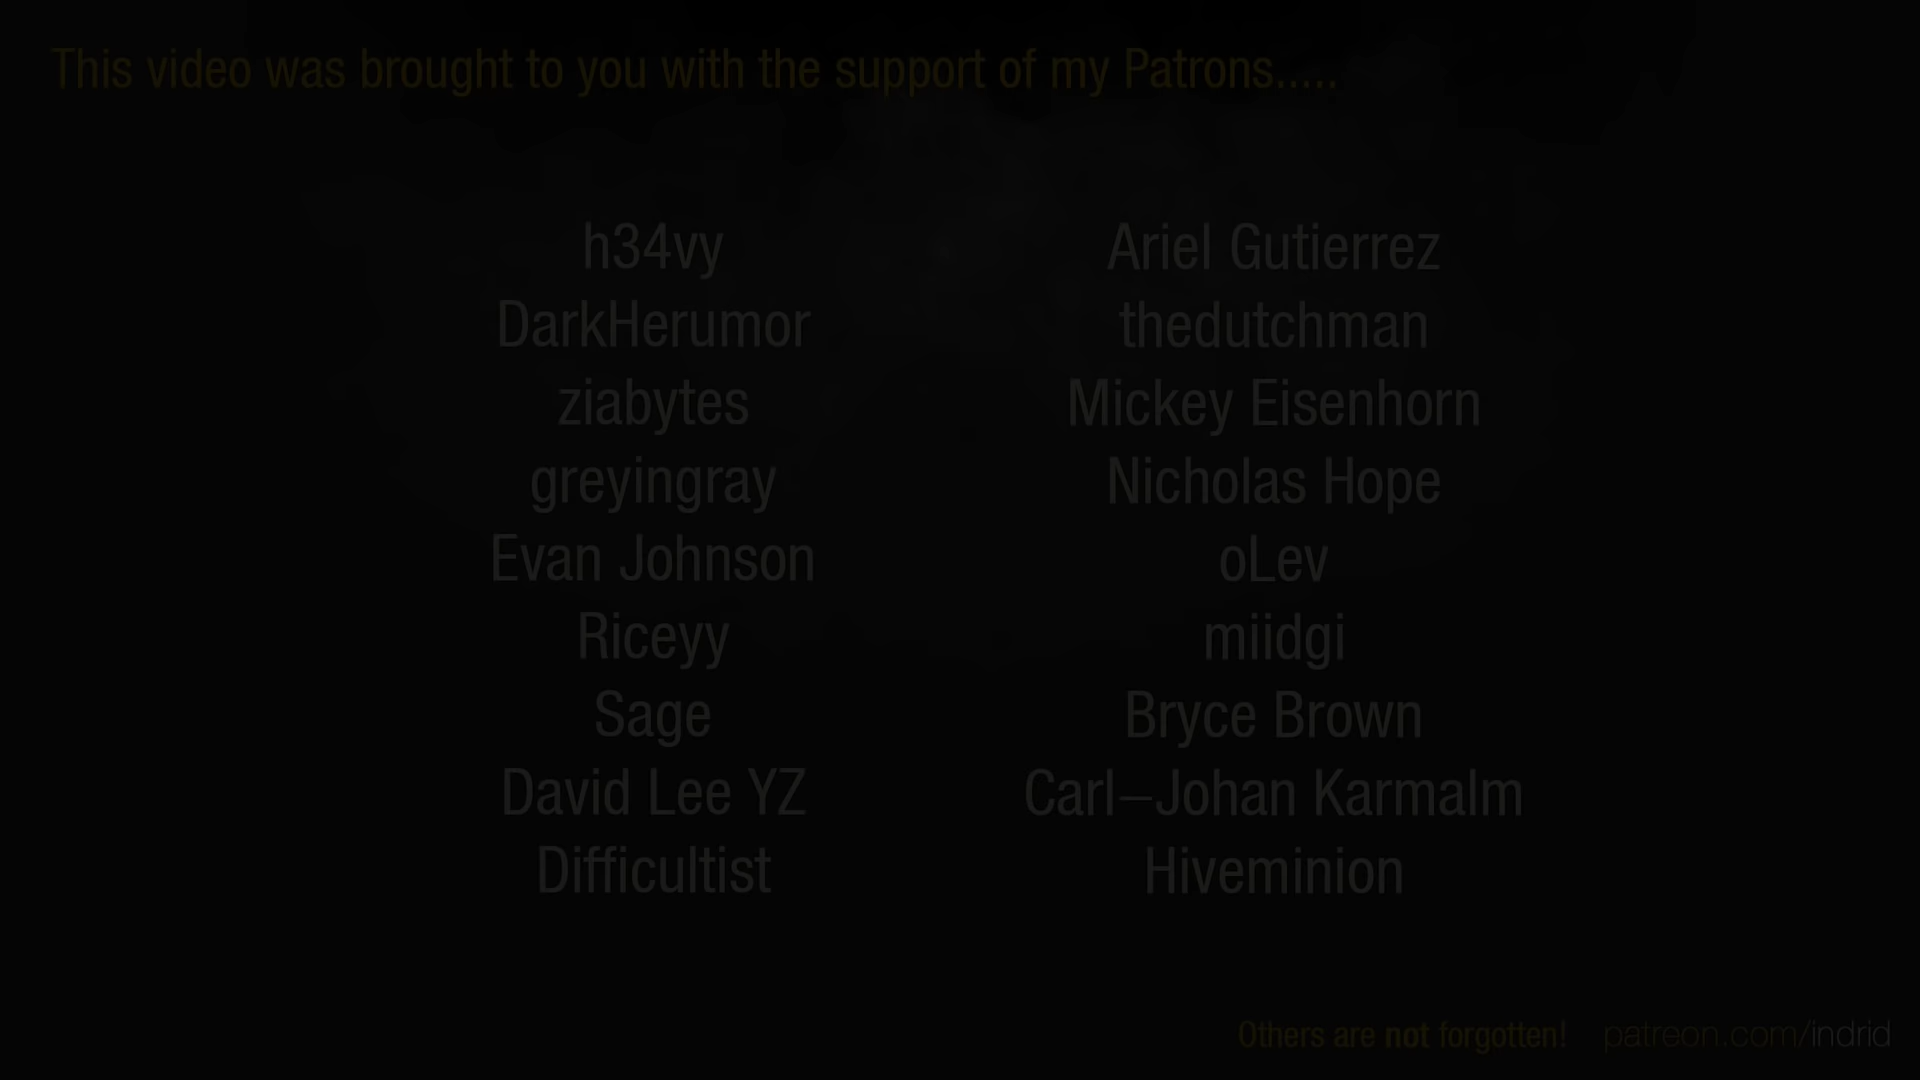 This video was brought to you with the support of my Patrons.....
h34vy
DarkHerumor
ziabytes
greyingray
Evan Johnson
Riceyy
Sage
David Lee YZ
Difficultist
Ariel Gutierrez
thedutchman
Mickey Eisenhorn
Nicholas Hope
oLev
miidgi
Bryce Brown
Carl–Johan Karmalm
Hiveminion
Others are not forgotten! patreon.com/indrid